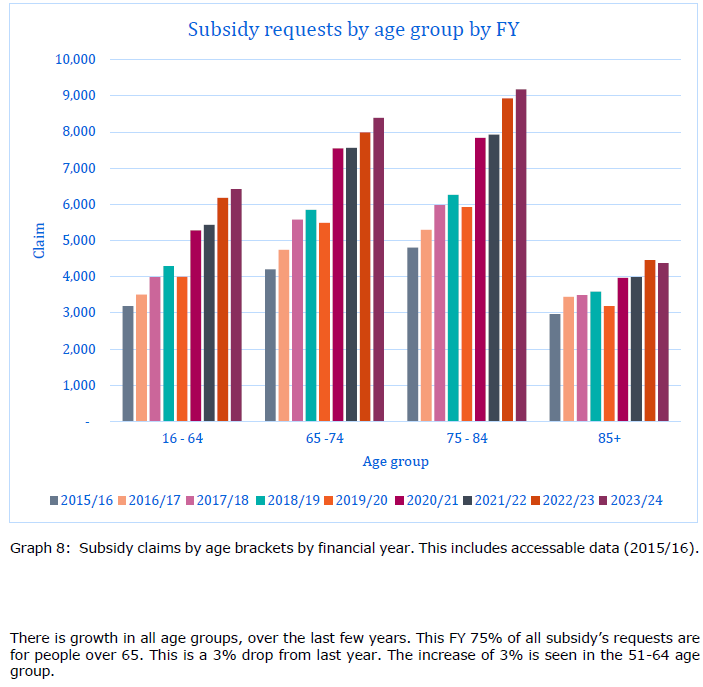 Subsidy requests by age group by FY
10,000
9,000
8,000
7,000
6,000
5,000
4,000
3,000
2,000
1,000
-
Claim
16 - 64
65 -74
75 - 84
85+
Age group
2015/16 2016/17 2017/18 2018/19 2019/20 2020/21 2021/22 2022/23 2023/24
Graph 8: Subsidy claims by age brackets by financial year. This includes accessable data (2015/16).
There is growth in all age groups, over the last few years. This FY 75% of all subsidy’s requests are
for people over 65. This is a 3% drop from last year. The increase of 3% is seen in the 51-64 age
group.